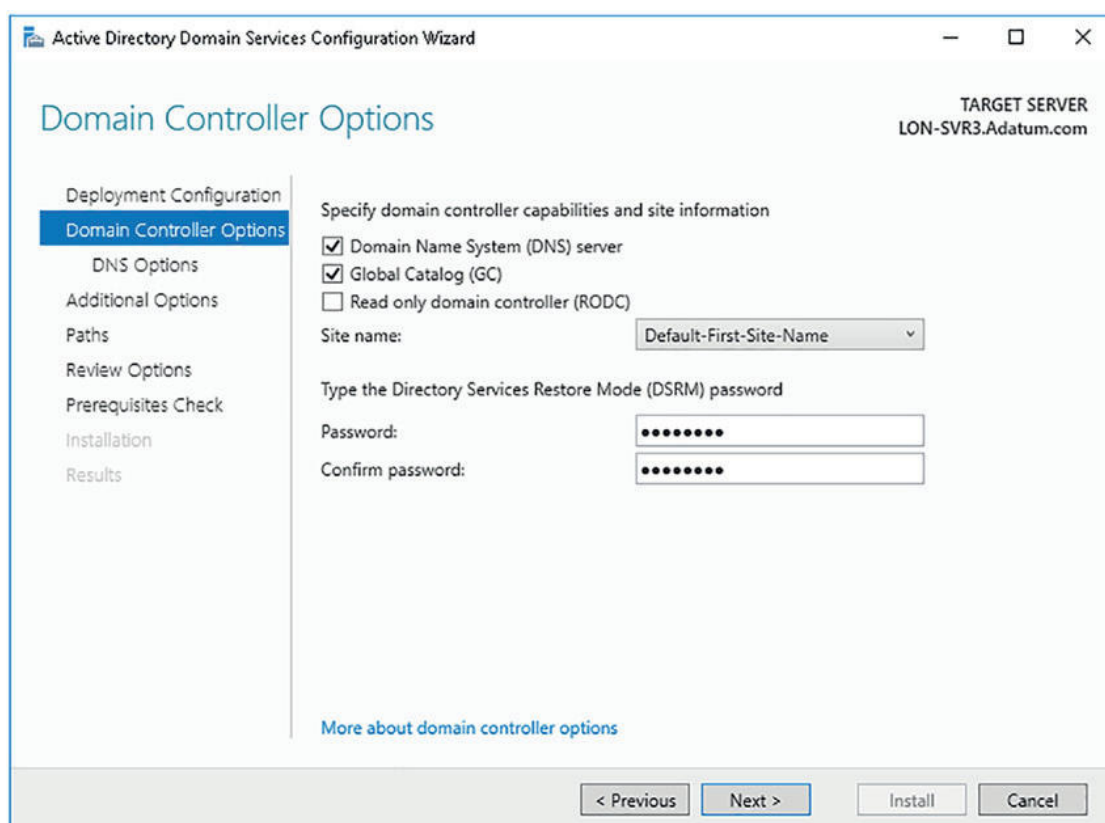 Active Directory Domain Services Configuration Wizard
Domain Controller Options
TARGET SERVER
LON-SVR3.Adatum.com
Deployment Configuration
Domain Controller Options
DNS Options
Additional Options
Paths
Review Options
Prerequisites Check
Installation
Results
Specify domain controller capabilities and site information
Domain Name System (DNS) server
Global Catalog (GC)
Read only domain controller (RODC)
Site name: Default-First-Site-Name
Type the Directory Services Restore Mode (DSRM) password
Password: ●●●●●●●●
Confirm password: ●●●●●●●●
More about domain controller options
< Previous Next > Install Cancel